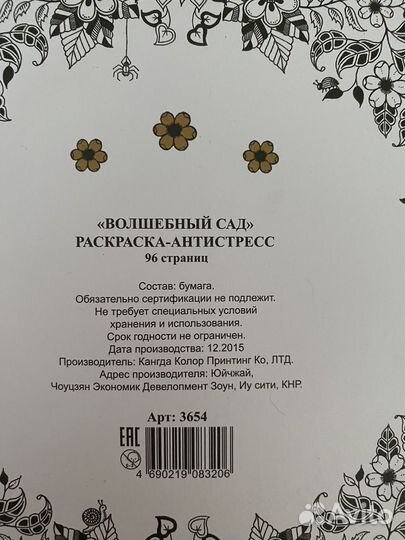 «ВОЛШЕБНЫЙ САД»
РАСКРАСКА-АНТИСТРЕСС
96 страниц
Состав: бумага.
Обязательно сертификации не подлежит.
Не требует специальных условий
хранения и использования.
Срок годности не ограничен.
Дата производства: 12.2015
Производитель: Кангда Колор Принтинг Ко, ЛТД.
Адрес производителя: Юйчжай,
Чоуцзян Экономик Девелопмент Зоун, Иу сити, КНР.
Арт: 3654
EAC
4 690219 083206
Avito